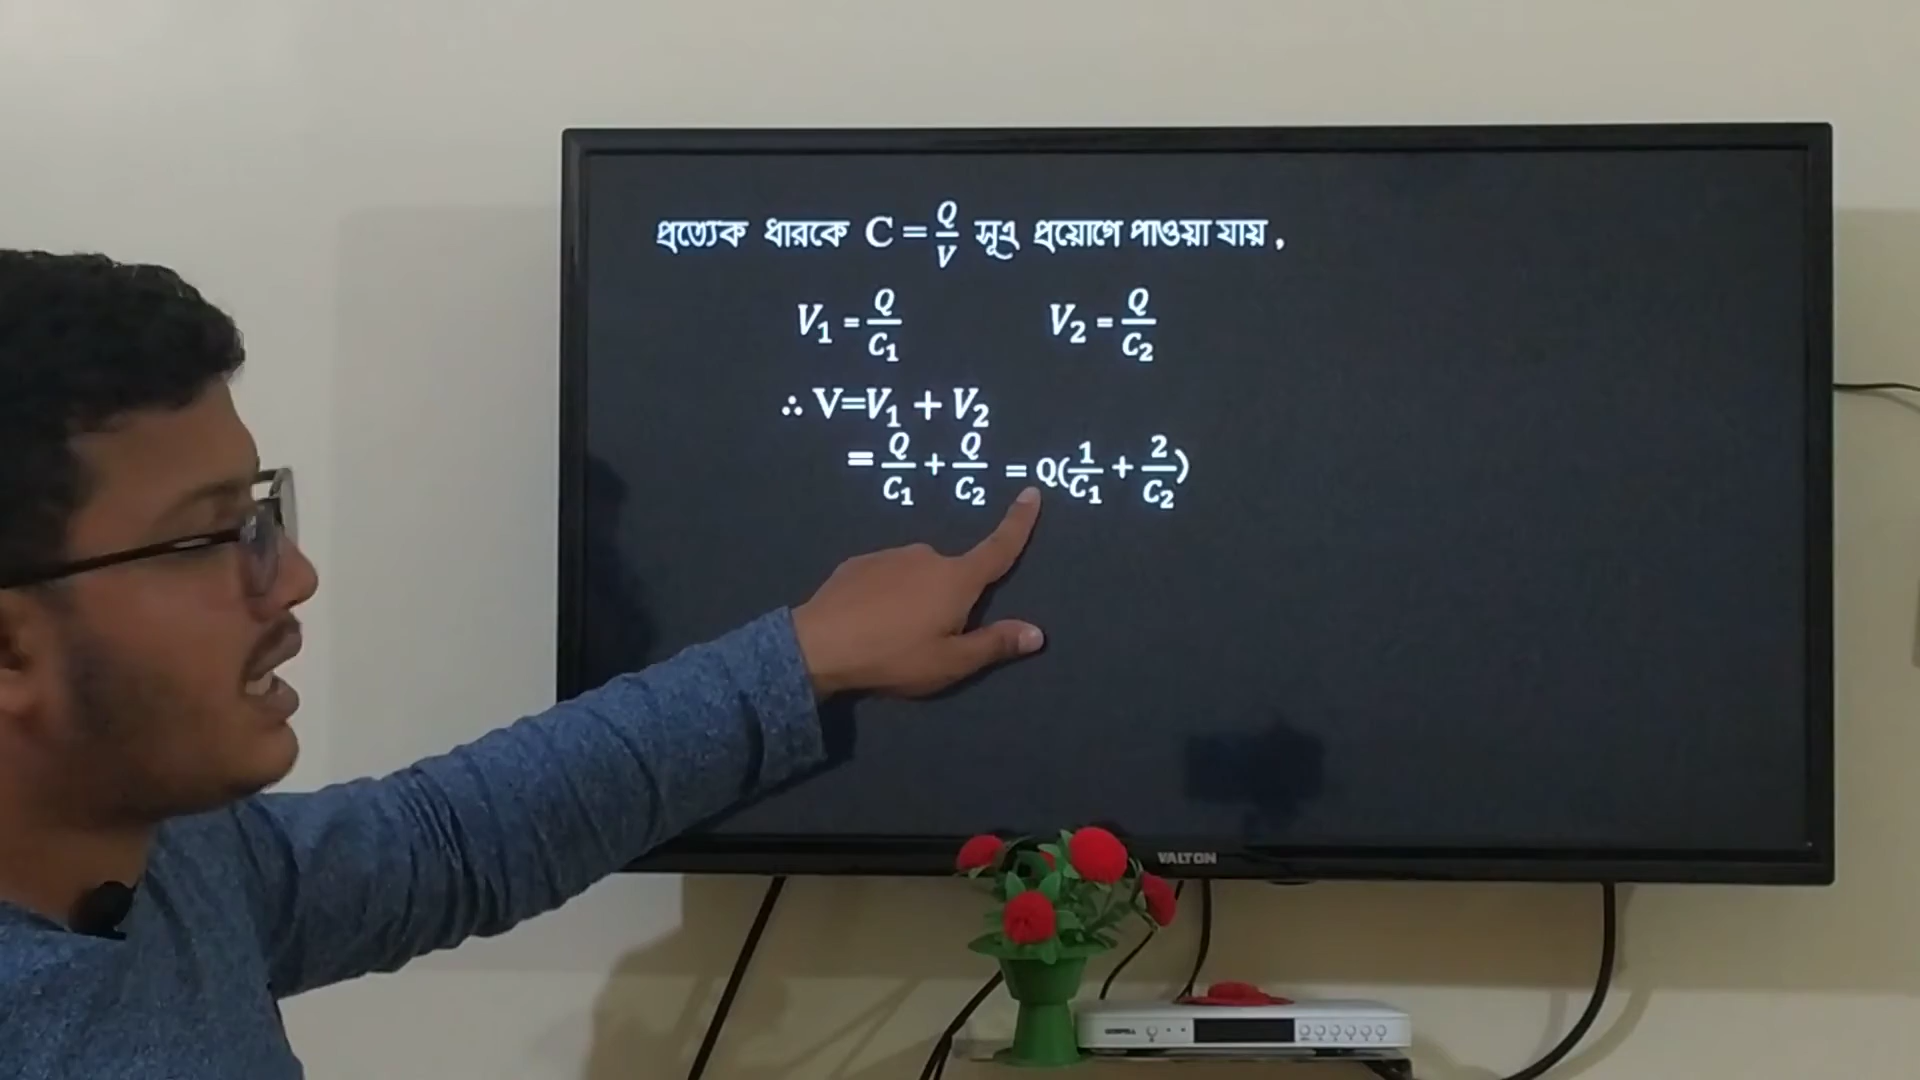 প্রত্যেক ধারকে C = Q/V সূত্র প্রয়োগে পাওয়া যায় ,
V₁ = Q/C₁ V₂ = Q/C₂
∴ V=V₁ + V₂
= Q/C₁ + Q/C₂ = Q(1/C₁ + 2/C₂)
VALTON